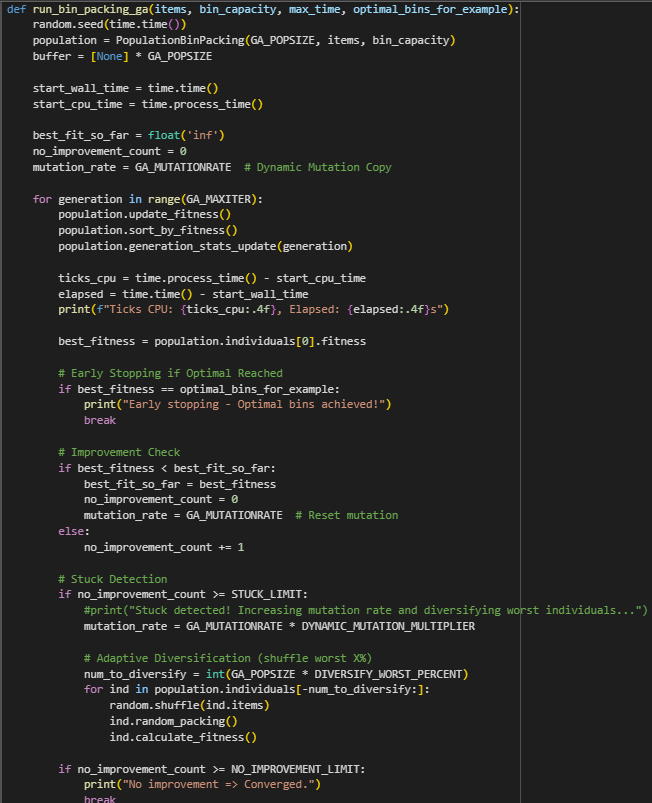 def run_bin_packing_ga(items, bin_capacity, max_time, optimal_bins_for_example):
    random.seed(time.time())
    population = PopulationBinPacking(GA_POPSIZE, items, bin_capacity)
    buffer = [None] * GA_POPSIZE

    start_wall_time = time.time()
    start_cpu_time = time.process_time()

    best_fit_so_far = float('inf')
    no_improvement_count = 0
    mutation_rate = GA_MUTATIONRATE  # Dynamic Mutation Copy

    for generation in range(GA_MAXITER):
        population.update_fitness()
        population.sort_by_fitness()
        population.generation_stats_update(generation)

        ticks_cpu = time.process_time() - start_cpu_time
        elapsed = time.time() - start_wall_time
        print(f"Ticks CPU: {ticks_cpu:.4f}, Elapsed: {elapsed:.4f}s")

        best_fitness = population.individuals[0].fitness

        # Early Stopping if Optimal Reached
        if best_fitness == optimal_bins_for_example:
            print("Early stopping - Optimal bins achieved!")
            break

        # Improvement Check
        if best_fitness < best_fit_so_far:
            best_fit_so_far = best_fitness
            no_improvement_count = 0
            mutation_rate = GA_MUTATIONRATE  # Reset mutation
        else:
            no_improvement_count += 1

        # Stuck Detection
        if no_improvement_count >= STUCK_LIMIT:
            #print("Stuck detected! Increasing mutation rate and diversifying worst individuals...")
            mutation_rate = GA_MUTATIONRATE * DYNAMIC_MUTATION_MULTIPLIER

            # Adaptive Diversification (shuffle worst X%)
            num_to_diversify = int(GA_POPSIZE * DIVERSIFY_WORST_PERCENT)
            for ind in population.individuals[-num_to_diversify:]:
                random.shuffle(ind.items)
                ind.random_packing()
                ind.calculate_fitness()

        if no_improvement_count >= NO_IMPROVEMENT_LIMIT:
            print("No improvement => Converged.")
            break